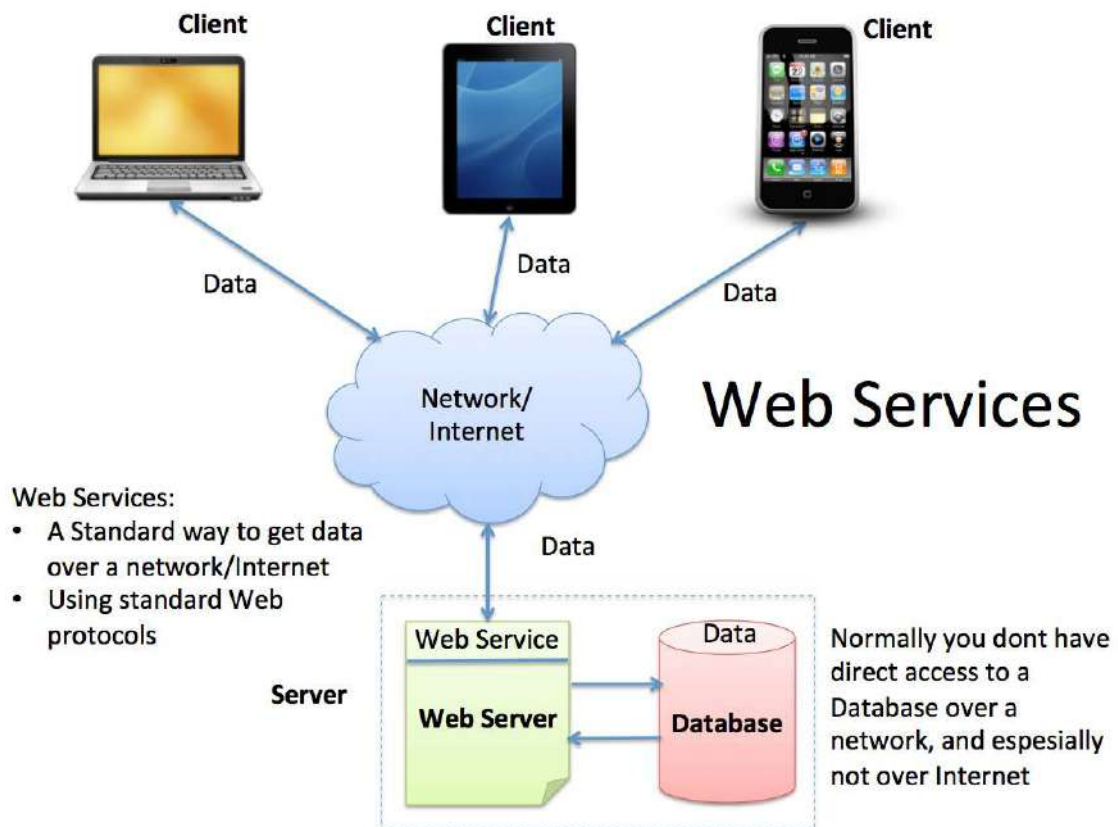 Client
Client
Client
Data
Data
Data
Network/
Internet
Web Services
Web Services:
• A Standard way to get data
over a network/Internet
• Using standard Web
protocols
Data
Server
Web Service
Web Server
Data
Database
Normally you dont have
direct access to a
Database over a
network, and espesially
not over Internet